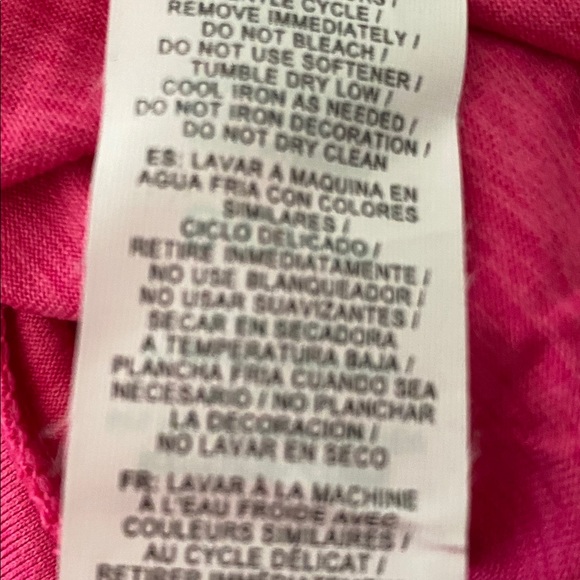 CYCLE /
REMOVE IMMEDIATELY /
DO NOT BLEACH /
DO NOT USE SOFTENER /
TUMBLE DRY LOW /
COOL IRON AS NEEDED /
DO NOT IRON DECORATION /
DO NOT DRY CLEAN
ES: LAVAR A MAQUINA EN
AGUA FRIA CON COLORES
SIMILARES /
CICLO DELICADO /
RETIRE INMEDIATAMENTE /
NO USE BLANQUEADOR /
NO USAR SUAVIZANTES /
SECAR EN SECADORA
A TEMPERATURA BAJA /
PLANCHA FRIA CUANDO SEA
NECESARIO / NO PLANCHAR
LA DECORACION /
NO LAVAR EN SECO
FR: LAVAR À LA MACHINE
À L'EAU FROIDE AVEC
COULEURS SIMILAIRES /
AU CYCLE DÉLICAT /
RETIRER